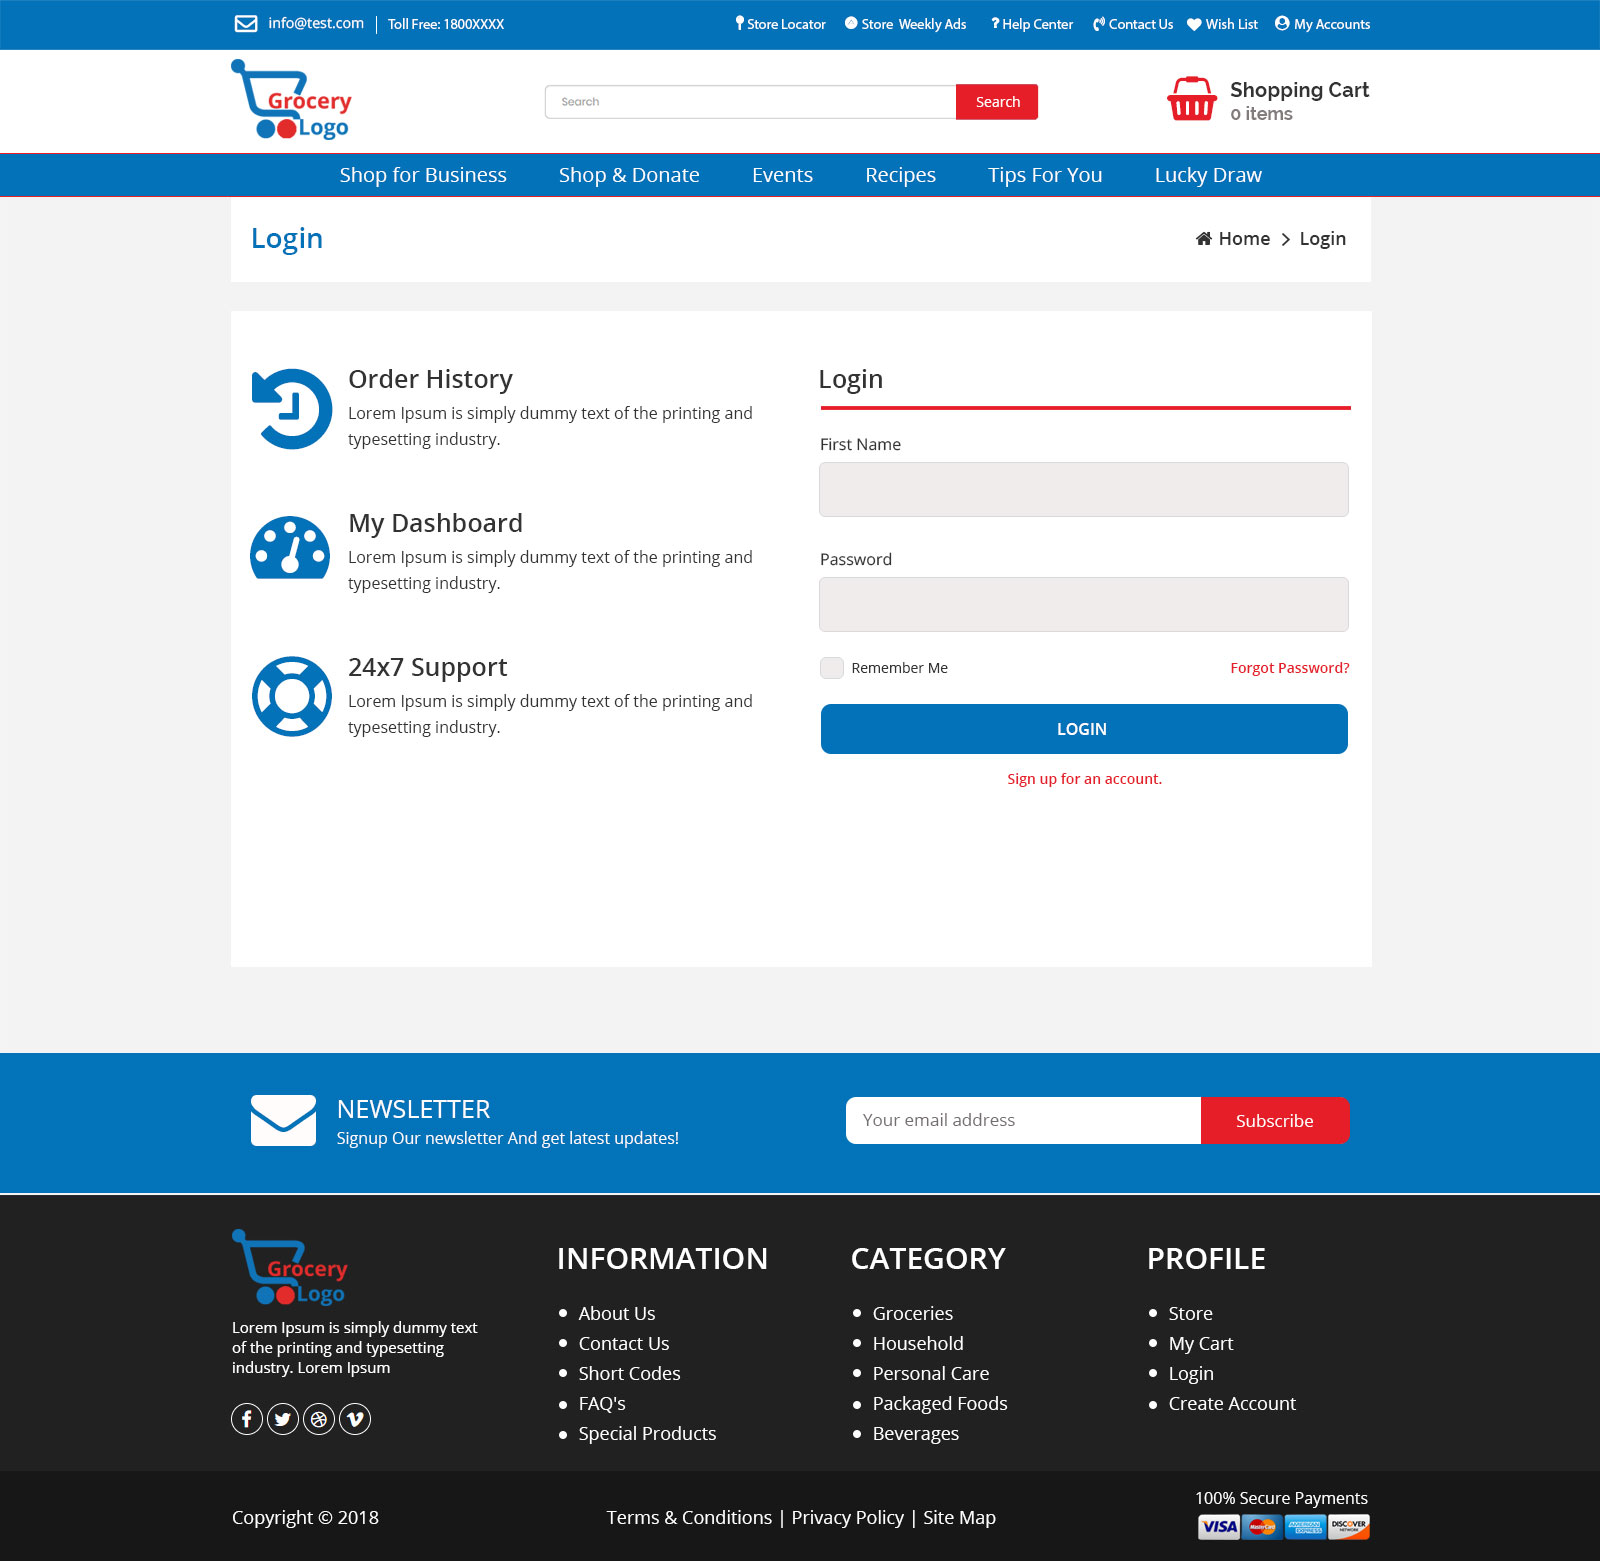 info@test.com | Toll Free: 1800XXXX
Store Locator Store Weekly Ads ? Help Center Contact Us Wish List My Accounts
Grocery
Logo
Search
Search
Shopping Cart
0 items
Shop for Business Shop & Donate Events Recipes Tips For You Lucky Draw
Login
Home > Login
Order History
Lorem Ipsum is simply dummy text of the printing and
typesetting industry.
My Dashboard
Lorem Ipsum is simply dummy text of the printing and
typesetting industry.
24x7 Support
Lorem Ipsum is simply dummy text of the printing and
typesetting industry.
Login
First Name
Password
Remember Me
Forgot Password?
LOGIN
Sign up for an account.
NEWSLETTER
Signup Our newsletter And get latest updates!
Your email address
Subscribe
Grocery
Logo
Lorem Ipsum is simply dummy text
of the printing and typesetting
industry. Lorem Ipsum
INFORMATION
About Us
Contact Us
Short Codes
FAQ's
Special Products
CATEGORY
Groceries
Household
Personal Care
Packaged Foods
Beverages
PROFILE
Store
My Cart
Login
Create Account
Copyright © 2018
Terms & Conditions | Privacy Policy | Site Map
100% Secure Payments
VISA
MasterCard
AMERICAN
EXPRESS
DISCOVER
NETWORK